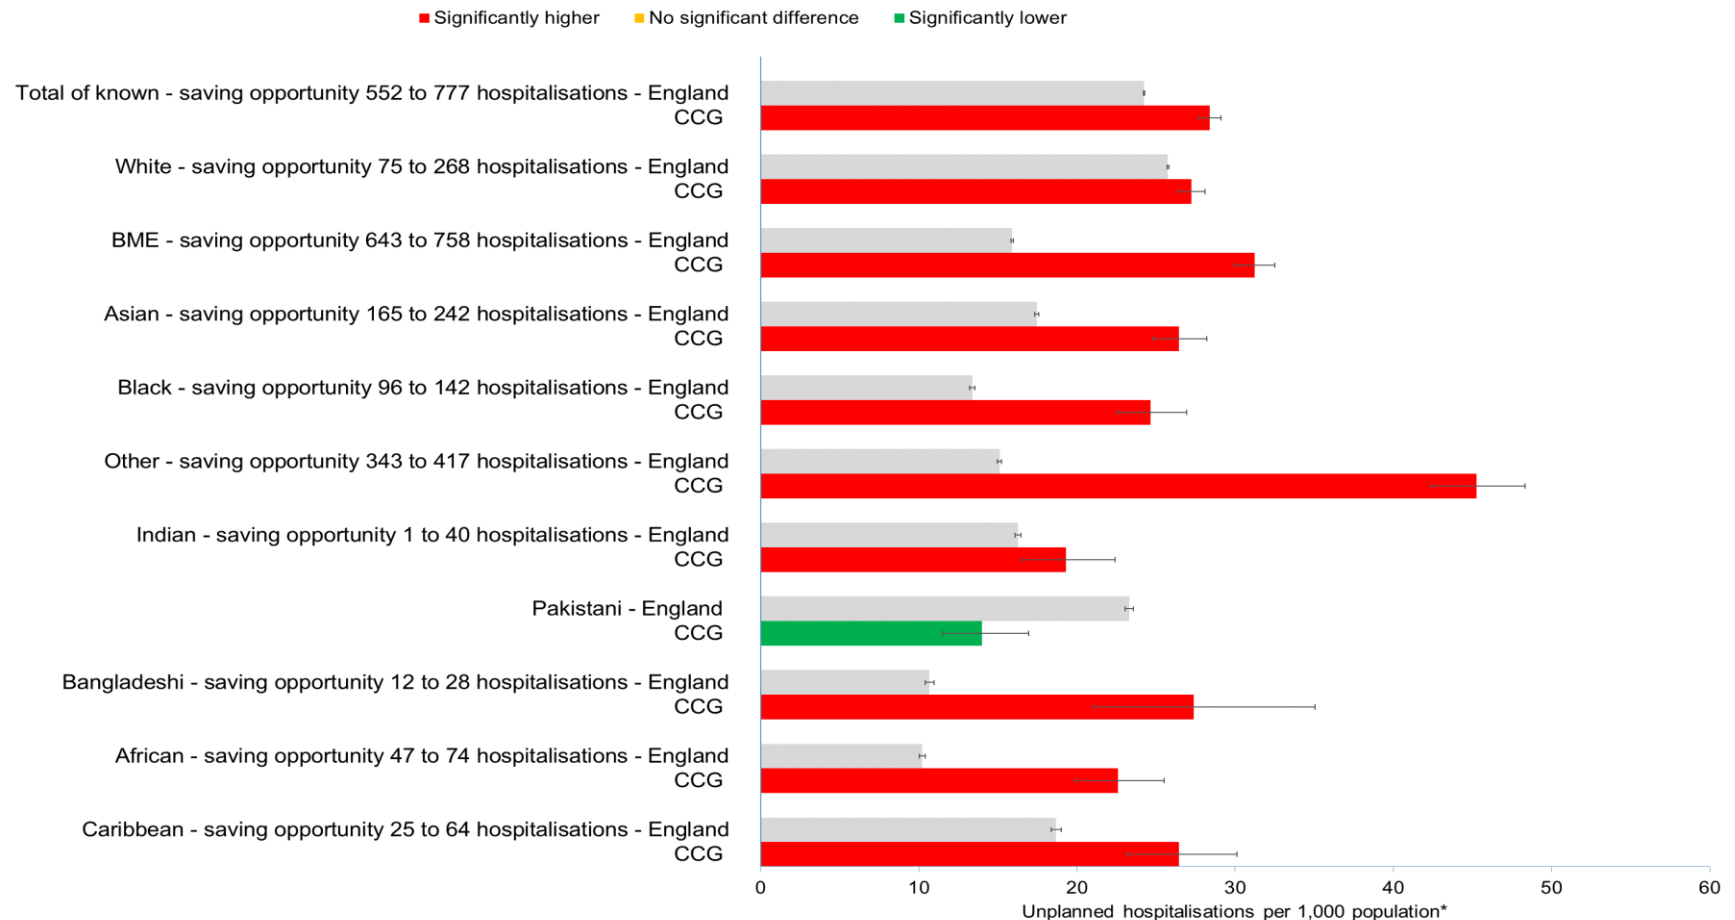 Significantly higher No significant difference Significantly lower
Total of known - saving opportunity 552 to 777 hospitalisations - England
CCG
White - saving opportunity 75 to 268 hospitalisations - England
CCG
BME - saving opportunity 643 to 758 hospitalisations - England
CCG
Asian - saving opportunity 165 to 242 hospitalisations - England
CCG
Black - saving opportunity 96 to 142 hospitalisations - England
CCG
Other - saving opportunity 343 to 417 hospitalisations - England
CCG
Indian - saving opportunity 1 to 40 hospitalisations - England
CCG
Pakistani - England
CCG
Bangladeshi - saving opportunity 12 to 28 hospitalisations - England
CCG
African - saving opportunity 47 to 74 hospitalisations - England
CCG
Caribbean - saving opportunity 25 to 64 hospitalisations - England
CCG
0 10 20 30 40 50 60
Unplanned hospitalisations per 1,000 population*